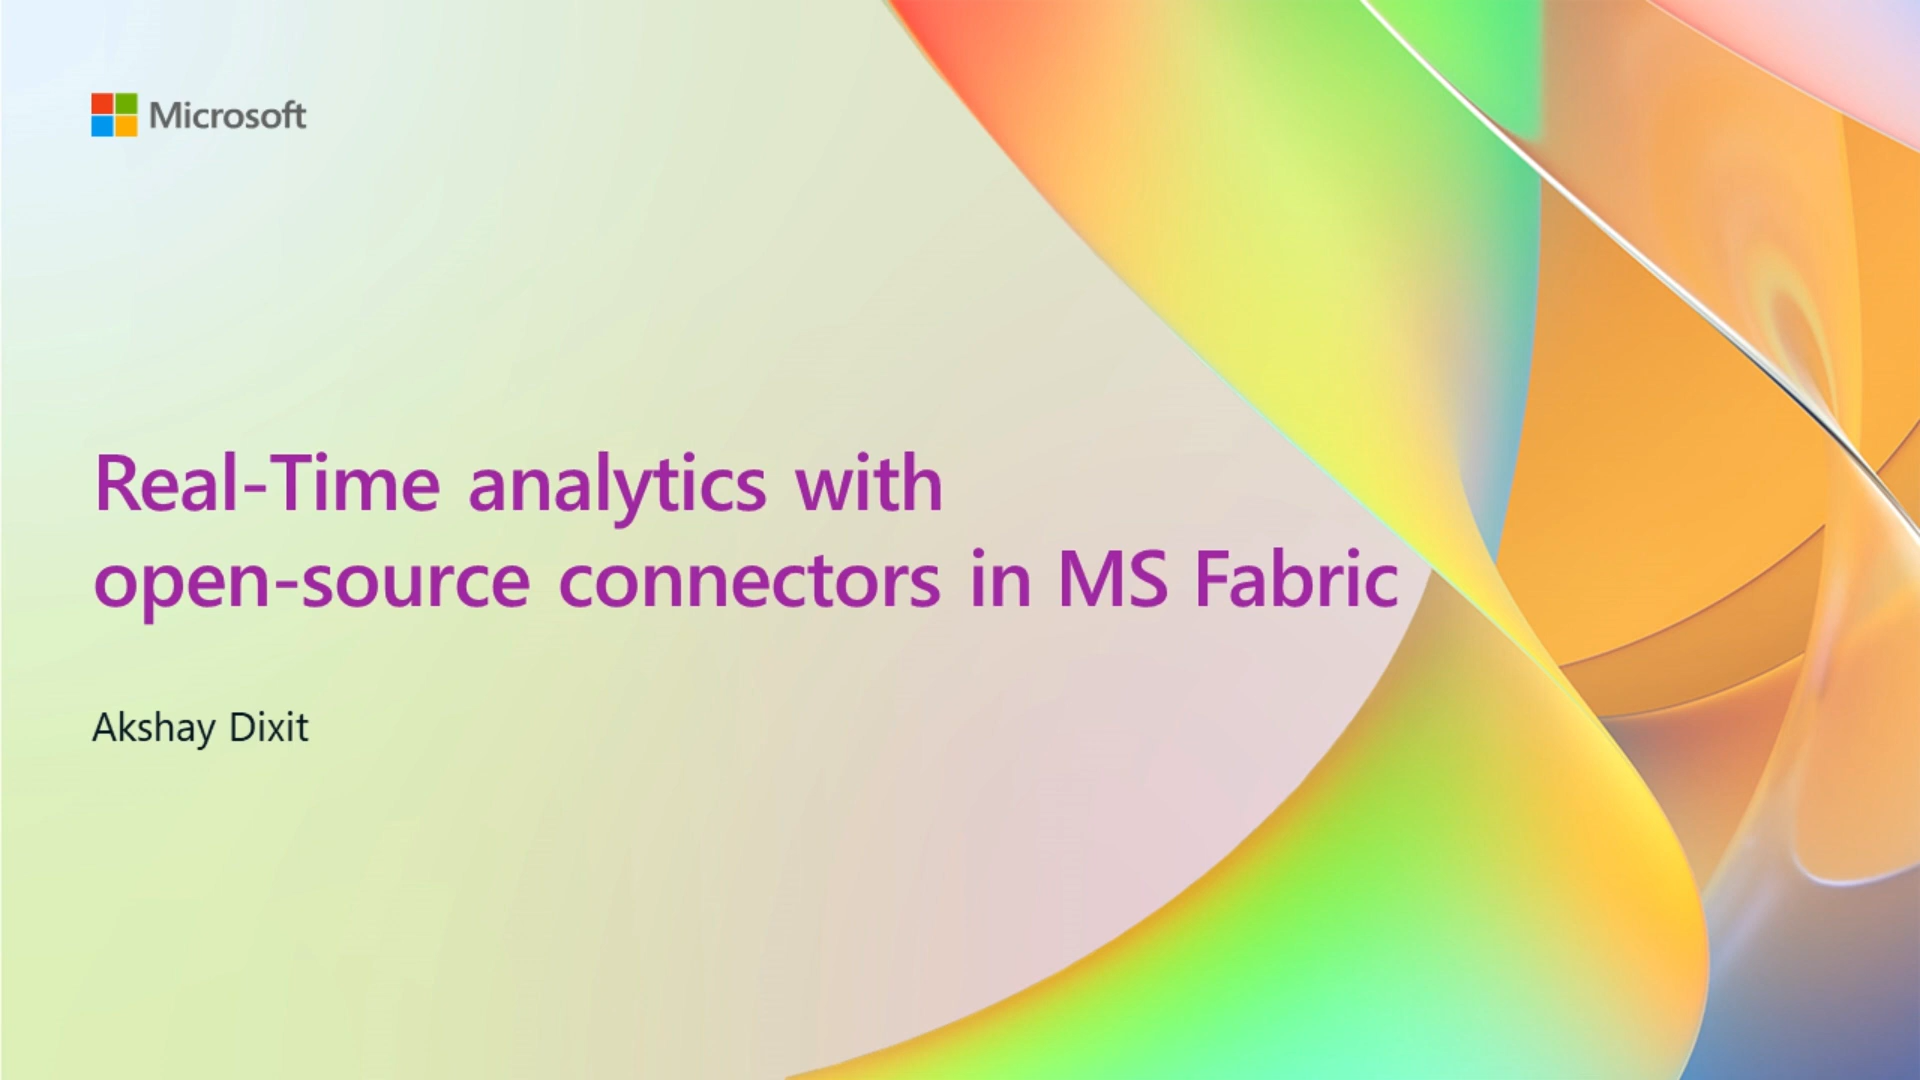 Microsoft
Real-Time analytics with
open-source connectors in MS Fabric
Akshay Dixit